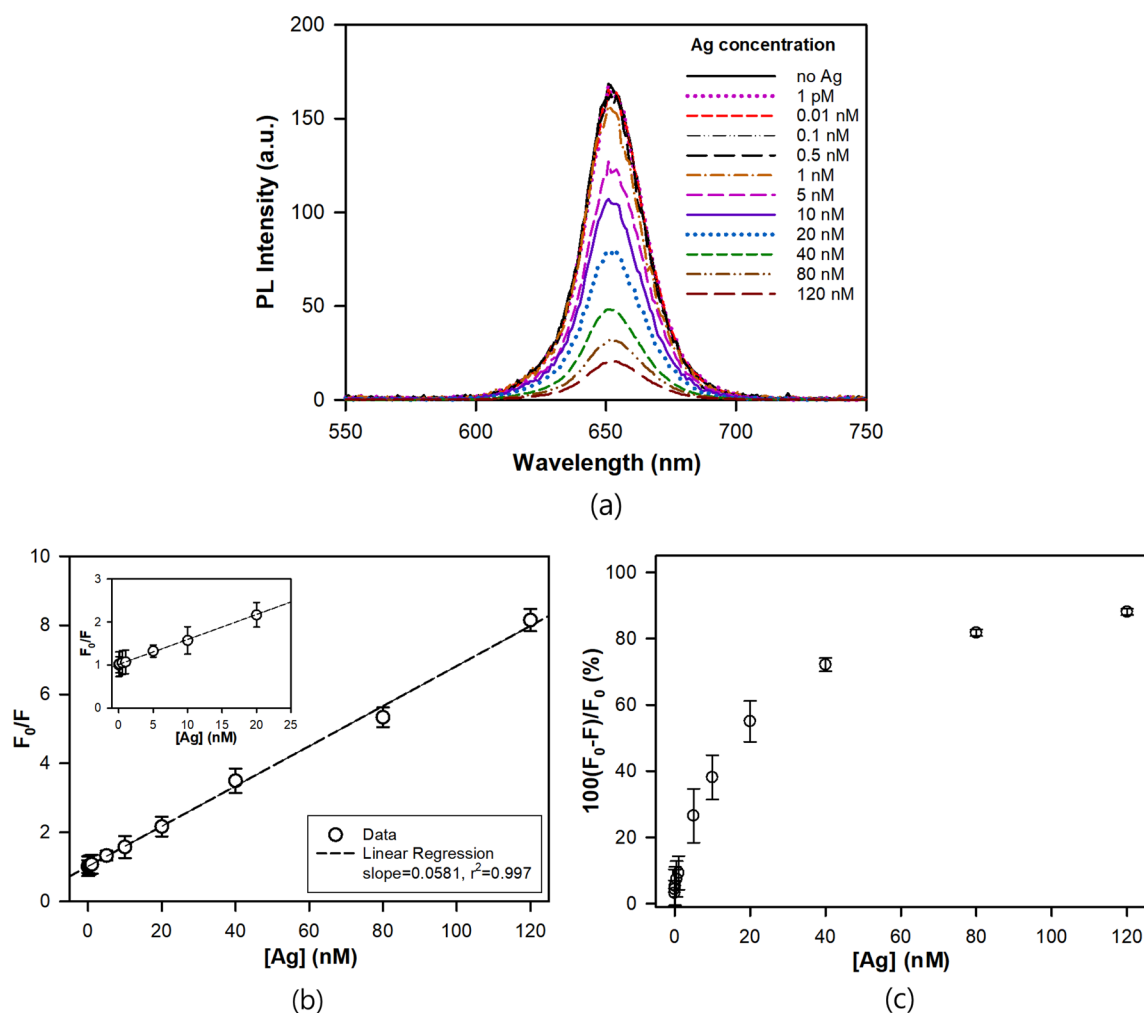 200
150
100
50
0
PL Intensity (a.u.)
Ag concentration
no Ag
1 pM
0.01 nM
0.1 nM
0.5 nM
1 nM
5 nM
10 nM
20 nM
40 nM
80 nM
120 nM
550 600 650 700 750
Wavelength (nm)
(a)
10
8
6
4
2
0
F₀/F
3
2
1
0
F₀/F
0 5 10 15 20 25
[Ag] (nM)
Data
Linear Regression
slope=0.0581, r²=0.997
0 20 40 60 80 100 120
[Ag] (nM)
(b)
100
80
60
40
20
0
100(F₀-F)/F₀ (%)
0 20 40 60 80 100 120
[Ag] (nM)
(c)